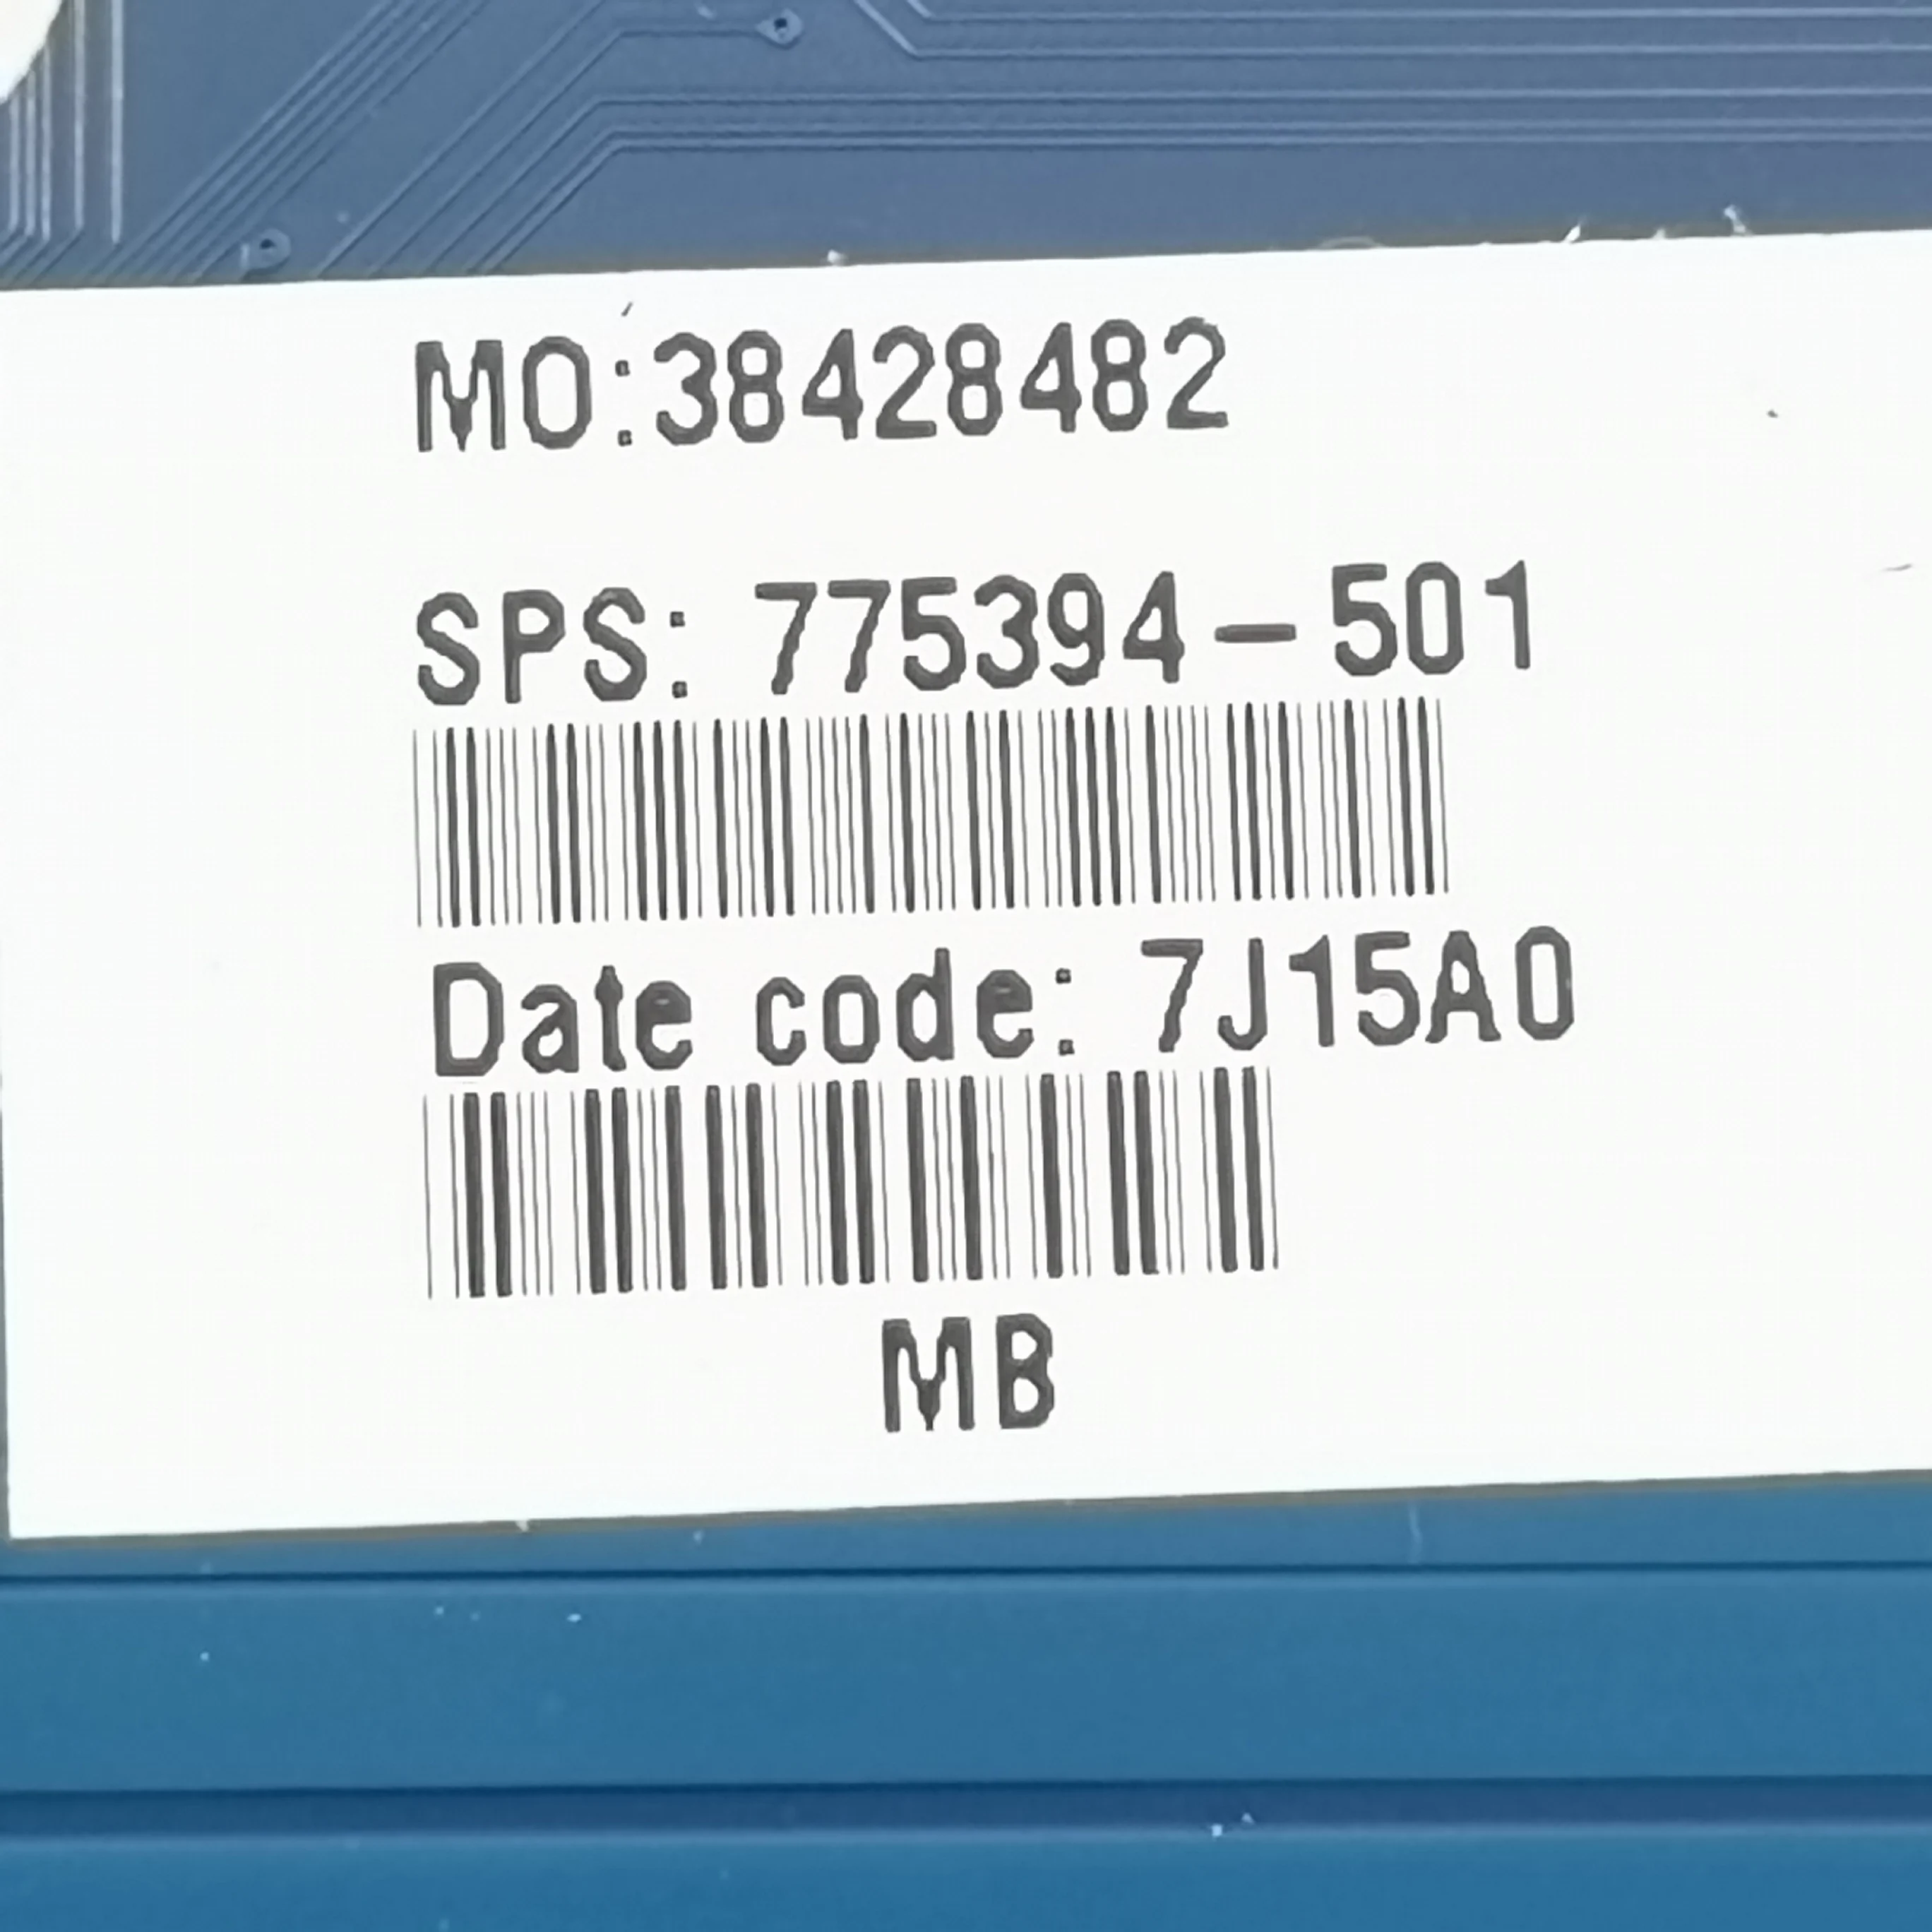 MO:38428482
SPS: 775394-501
Date code: 7J15A0
MB